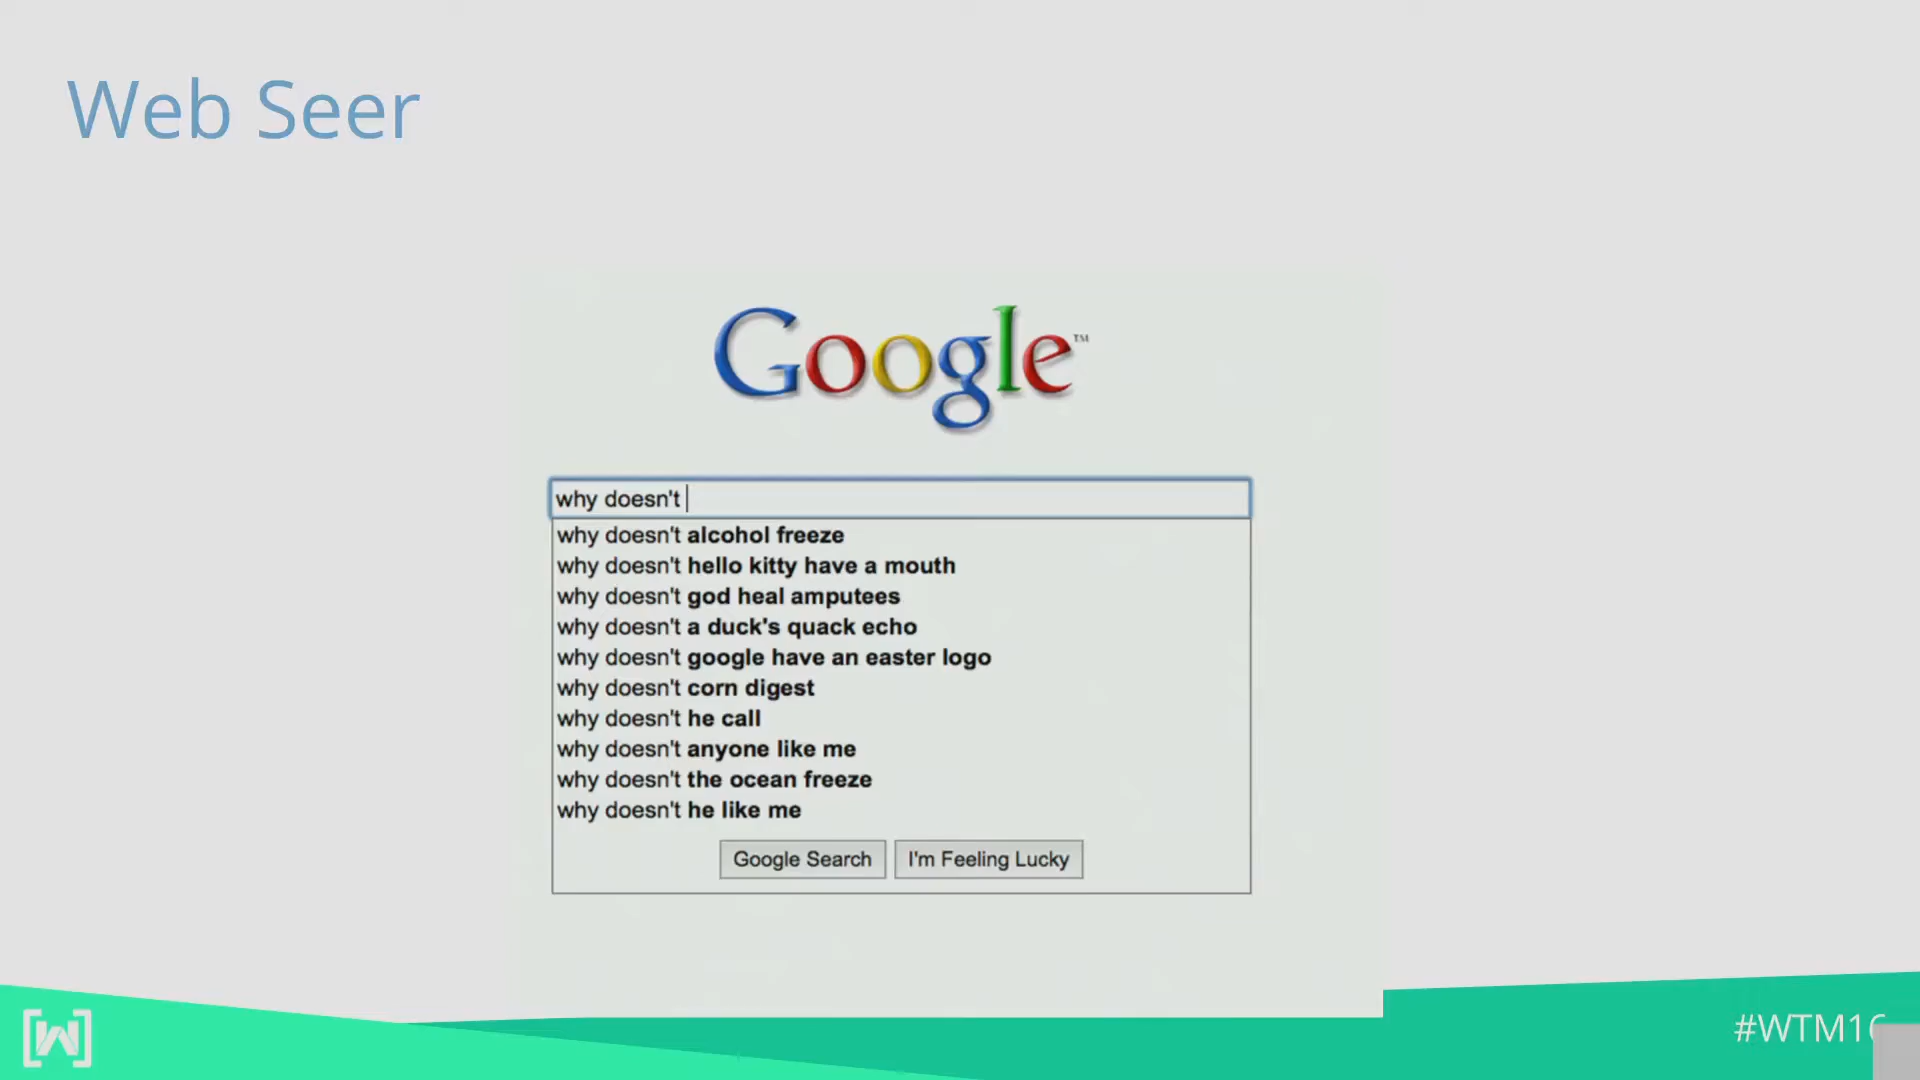 Web Seer
Google™
why doesn't
why doesn't alcohol freeze
why doesn't hello kitty have a mouth
why doesn't god heal amputees
why doesn't a duck's quack echo
why doesn't google have an easter logo
why doesn't corn digest
why doesn't he call
why doesn't anyone like me
why doesn't the ocean freeze
why doesn't he like me
Google Search I'm Feeling Lucky
[W] #WTM16